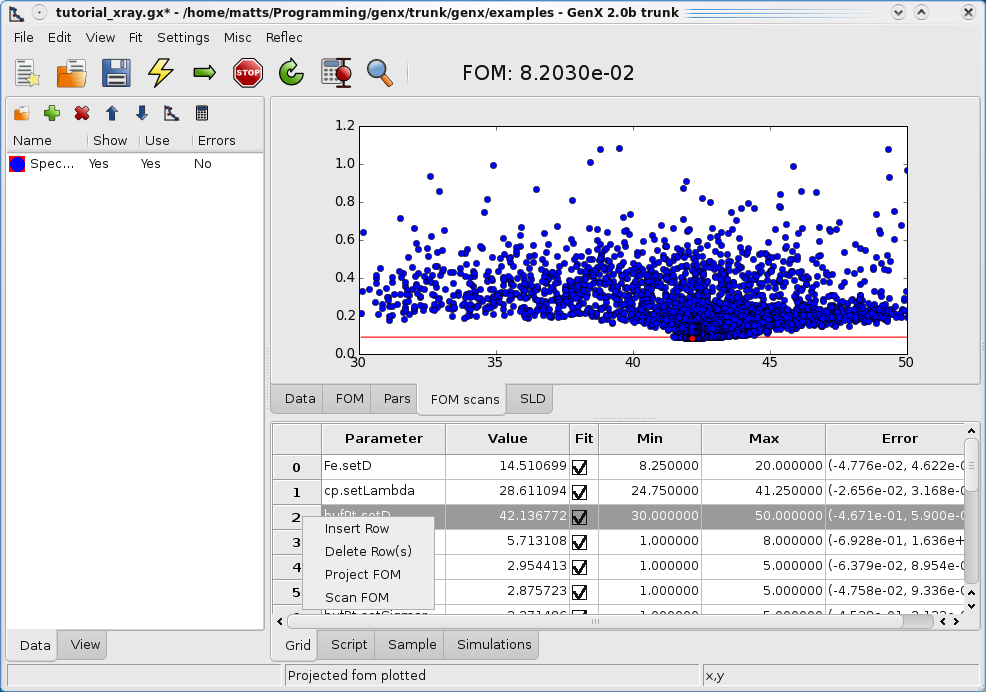 tutorial_xray.gx* - /home/matts/Programming/genx/trunk/genx/examples - GenX 2.0b trunk
File Edit View Fit Settings Misc Reflec
STOP
FOM: 8.2030e-02
Name Show Use Errors
Spec... Yes Yes No
1.2
1.0
0.8
0.6
0.4
0.2
0.0
30 35 40 45 50
Data FOM Pars FOM scans SLD
Parameter Value Fit Min Max Error
0 Fe.setD 14.510699 8.250000 20.000000 (-4.776e-02, 4.622e-0
1 cp.setLambda 28.611094 24.750000 41.250000 (-2.656e-02, 3.168e-0
2 bufPt.setD 42.136772 30.000000 50.000000 (-4.671e-01, 5.900e-0
3 5.713108 1.000000 8.000000 (-6.928e-01, 1.636e+
4 2.954413 1.000000 5.000000 (-6.379e-02, 8.954e-0
5 2.875723 1.000000 5.000000 (-4.758e-02, 9.336e-0
Insert Row
Delete Row(s)
Project FOM
Scan FOM
Data View
Grid Script Sample Simulations
Projected fom plotted x,y